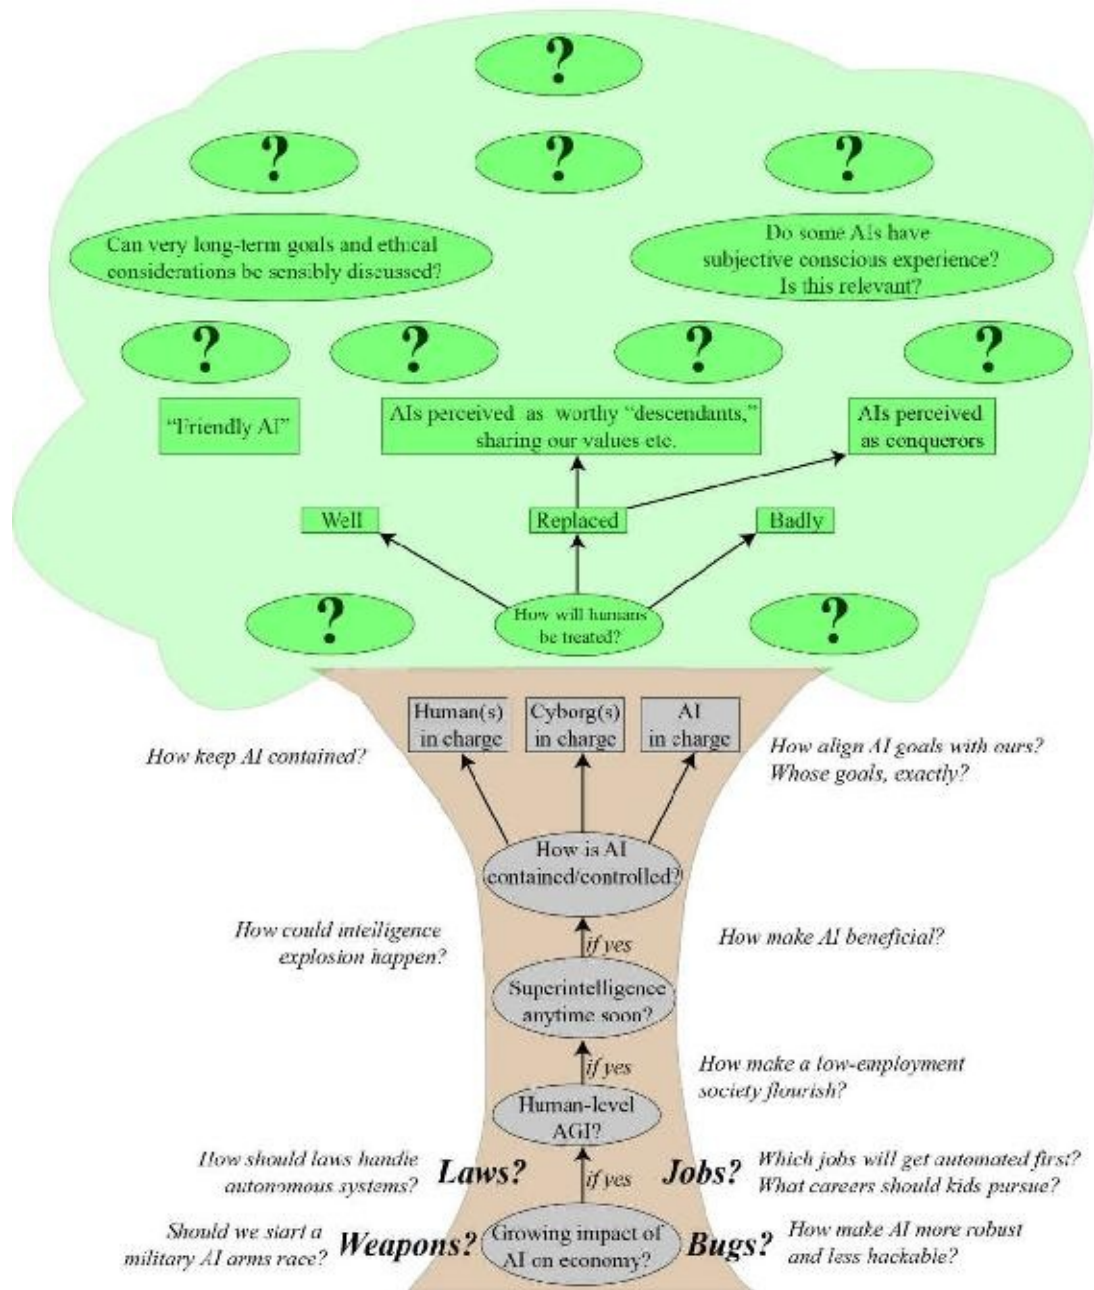 ?
?
?
?
Can very long-term goals and ethical
considerations be sensibly discussed?
Do some AIs have
subjective conscious experience?
Is this relevant?
?
?
?
?
“Friendly AI”
AIs perceived as worthy “descendants,”
sharing our values etc.
AIs perceived
as conquerors
Well
Replaced
Badly
?
How will humans
be treated?
?
Human(s)
in charge
Cyborg(s)
in charge
AI
in charge
How keep AI contained?
How align AI goals with ours?
Whose goals, exactly?
How is AI
contained/controlled?
How could intelligence
explosion happen?
if yes
How make AI beneficial?
Superintelligence
anytime soon?
if yes
How make a low-employment
society flourish?
Human-level
AGI?
How should laws handle
autonomous systems?
Laws?
if yes
Jobs?
Which jobs will get automated first?
What careers should kids pursue?
Should we start a
military AI arms race?
Weapons?
Growing impact of
AI on economy?
Bugs?
How make AI more robust
and less hackable?